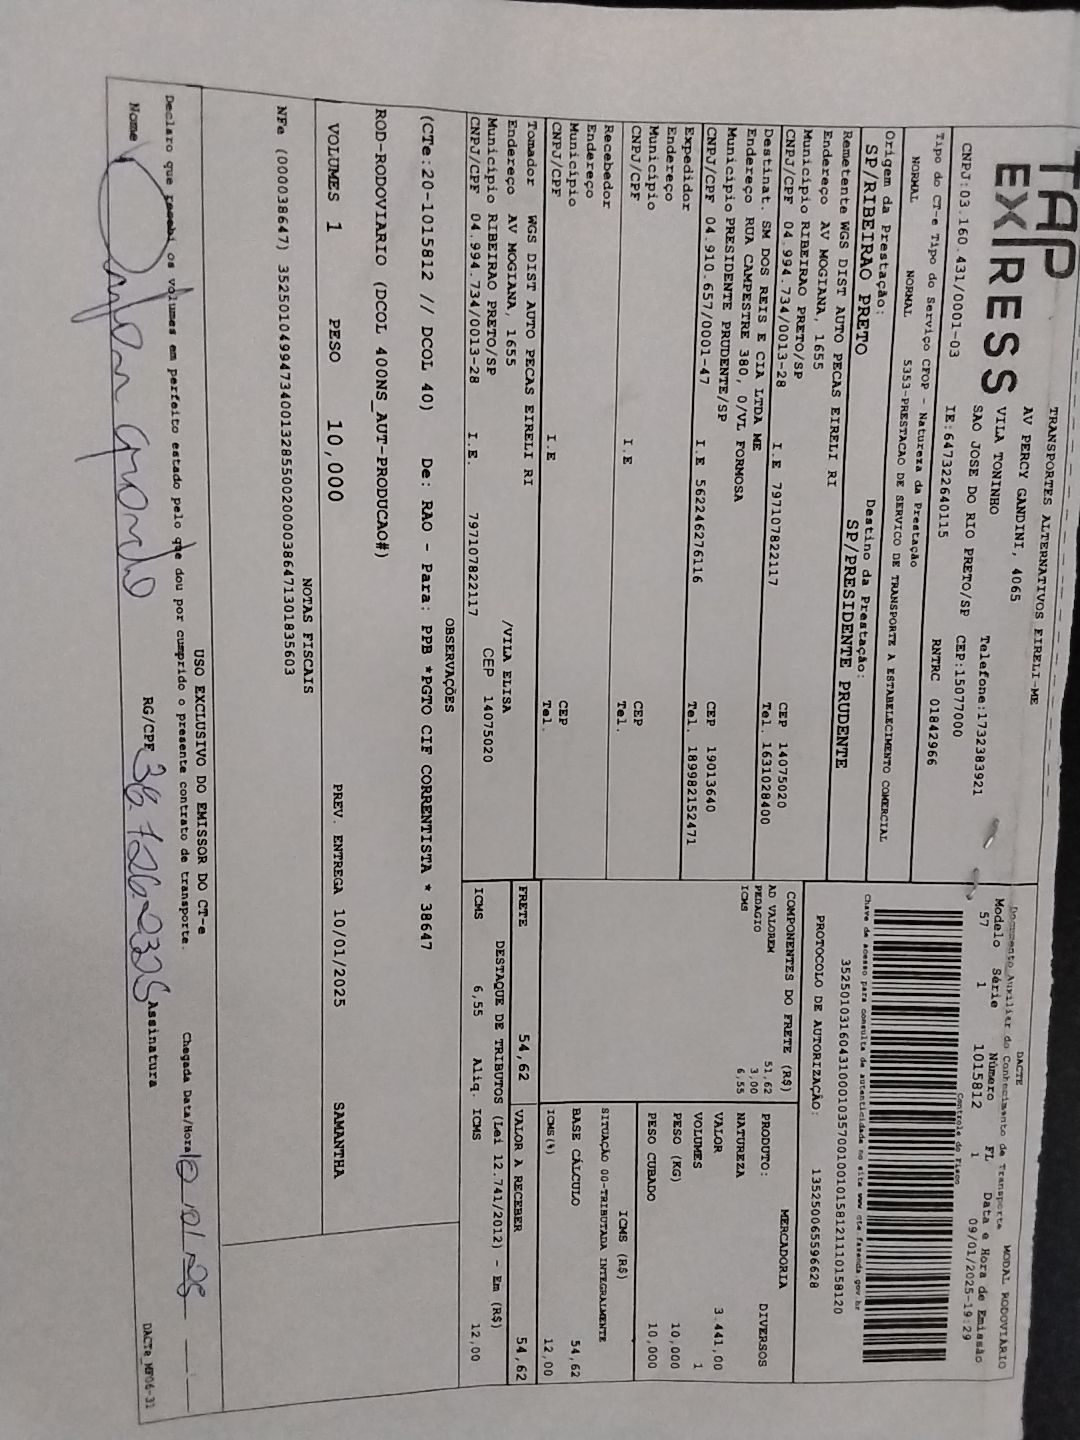 TAP
EXPRESS
TRANSPORTES ALTERNATIVOS EIRELI-ME
AV PERCY GANDINI, 4065
VILA TONINHO Telefone:1732383921
SAO JOSE DO RIO PRETO/SP CEP:15077000
CNPJ:03.160.431/0001-03 IE:647322640115 RNTRC 01842966
DACTE
Documento Auxiliar do Conhecimento de Transporte MODAL RODOVIÁRIO
Modelo Série Número FL Data e Hora de Emissão
57 1 1015812 1 09/01/2025-19:29
Controle do Fisco
Chave de acesso para consulta de autenticidade no site www.cte.fazenda.gov.br
35250103160431000103570010010158121110158120
PROTOCOLO DE AUTORIZAÇÃO: 135250065596628
Tipo do CT-e Tipo do Serviço CFOP - Natureza da Prestação
NORMAL NORMAL 5353-PRESTACAO DE SERVICO DE TRANSPORTE A ESTABELECIMENTO COMERCIAL
Origem da Prestação: Destino da Prestação:
SP/RIBEIRAO PRETO SP/PRESIDENTE PRUDENTE
Remetente WGS DIST AUTO PECAS EIRELI RI
Endereço AV MOGIANA, 1655
Município RIBEIRAO PRETO/SP CEP 14075020
CNPJ/CPF 04.994.734/0013-28 I.E 797107822117 Tel. 1631028400
Destinat. SM DOS REIS E CIA LTDA ME
Endereço RUA CAMPESTRE 380, 0/VL FORMOSA
Município PRESIDENTE PRUDENTE/SP CEP 19013640
CNPJ/CPF 04.910.657/0001-47 I.E 562246276116 Tel. 189982152471
Expedidor
Endereço
Município CEP
CNPJ/CPF I.E Tel.
Recebedor
Endereço
Município CEP
CNPJ/CPF I.E Tel.
Tomador WGS DIST AUTO PECAS EIRELI RI
Endereço AV MOGIANA, 1655 /VILA ELISA
Município RIBEIRAO PRETO/SP CEP 14075020
CNPJ/CPF 04.994.734/0013-28 I.E. 797107822117
COMPONENTES DO FRETE (R$)
AD VALOREM 51,62
PEDAGIO 3,00
ICMS 6,55
MERCADORIA
PRODUTO: DIVERSOS
NATUREZA
VALOR 3.441,00
VOLUMES 1
PESO (KG) 10,000
PESO CUBADO 10,000
ICMS (R$)
SITUAÇÃO 00-TRIBUTADA INTEGRALMENTE
BASE CÁLCULO 54,62
ICMS (%) 12,00
FRETE 54,62 VALOR A RECEBER 54,62
DESTAQUE DE TRIBUTOS (Lei 12.741/2012) - Em (R$)
ICMS 6,55 Aliq. ICMS 12,00
OBSERVAÇÕES
(CTe:20-1015812 // DCOL 40) De: RAO - Para: PPB *PGTO CIF CORRENTISTA * 38647
ROD-RODOVIARIO (DCOL 400NS_AUT-PRODUCAO#)
VOLUMES 1 PESO 10,000 PREV. ENTREGA 10/01/2025 SAMANTHA
NOTAS FISCAIS
NFe (000038647) 35250104994734001328550020000386471301835603
USO EXCLUSIVO DO EMISSOR DO CT-e
Declaro que recebi os volumes em perfeito estado pelo que dou por cumprido o presente contrato de transporte. Chegada Data/Hora
Nome RG/CPF Assinatura
DACTe_MF06-31